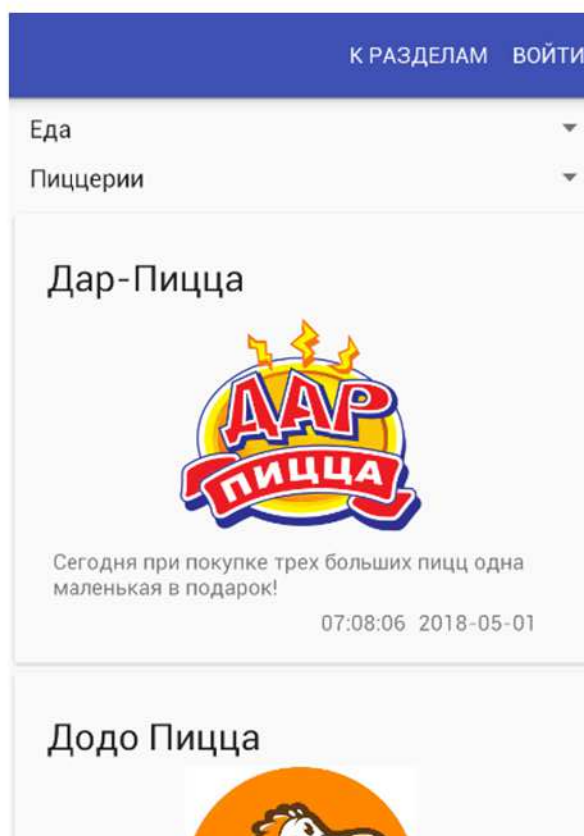 К РАЗДЕЛАМ ВОЙТИ
Еда
Пиццерии
Дар-Пицца
ДАР
ПИЦЦА
Сегодня при покупке трех больших пицц одна
маленькая в подарок!
07:08:06 2018-05-01
Додо Пицца